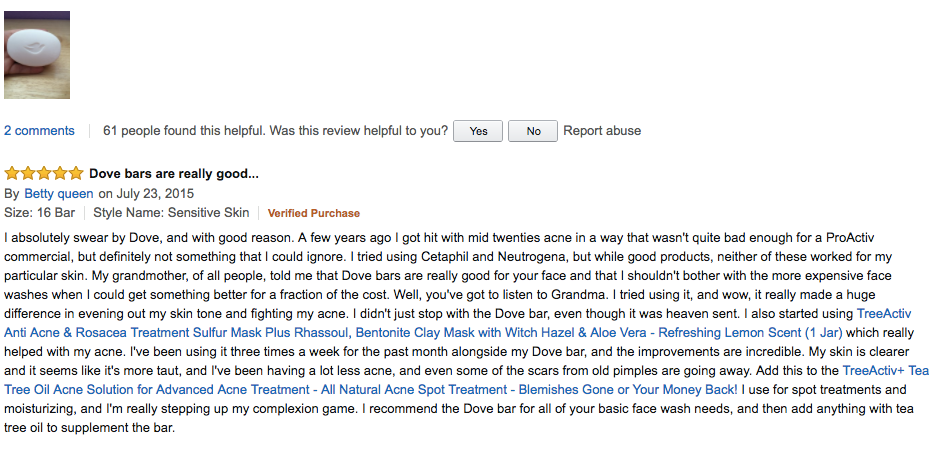 2 comments 61 people found this helpful. Was this review helpful to you? Yes No Report abuse
Dove bars are really good...
By Betty queen on July 23, 2015
Size: 16 Bar Style Name: Sensitive Skin Verified Purchase
I absolutely swear by Dove, and with good reason. A few years ago I got hit with mid twenties acne in a way that wasn't quite bad enough for a ProActiv
commercial, but definitely not something that I could ignore. I tried using Cetaphil and Neutrogena, but while good products, neither of these worked for my
particular skin. My grandmother, of all people, told me that Dove bars are really good for your face and that I shouldn't bother with the more expensive face
washes when I could get something better for a fraction of the cost. Well, you've got to listen to Grandma. I tried using it, and wow, it really made a huge
difference in evening out my skin tone and fighting my acne. I didn't just stop with the Dove bar, even though it was heaven sent. I also started using TreeActiv
Anti Acne & Rosacea Treatment Sulfur Mask Plus Rhassoul, Bentonite Clay Mask with Witch Hazel & Aloe Vera - Refreshing Lemon Scent (1 Jar) which really
helped with my acne. I've been using it three times a week for the past month alongside my Dove bar, and the improvements are incredible. My skin is clearer
and it seems like it's more taut, and I've been having a lot less acne, and even some of the scars from old pimples are going away. Add this to the TreeActiv+ Tea
Tree Oil Acne Solution for Advanced Acne Treatment - All Natural Acne Spot Treatment - Blemishes Gone or Your Money Back! I use for spot treatments and
moisturizing, and I'm really stepping up my complexion game. I recommend the Dove bar for all of your basic face wash needs, and then add anything with tea
tree oil to supplement the bar.